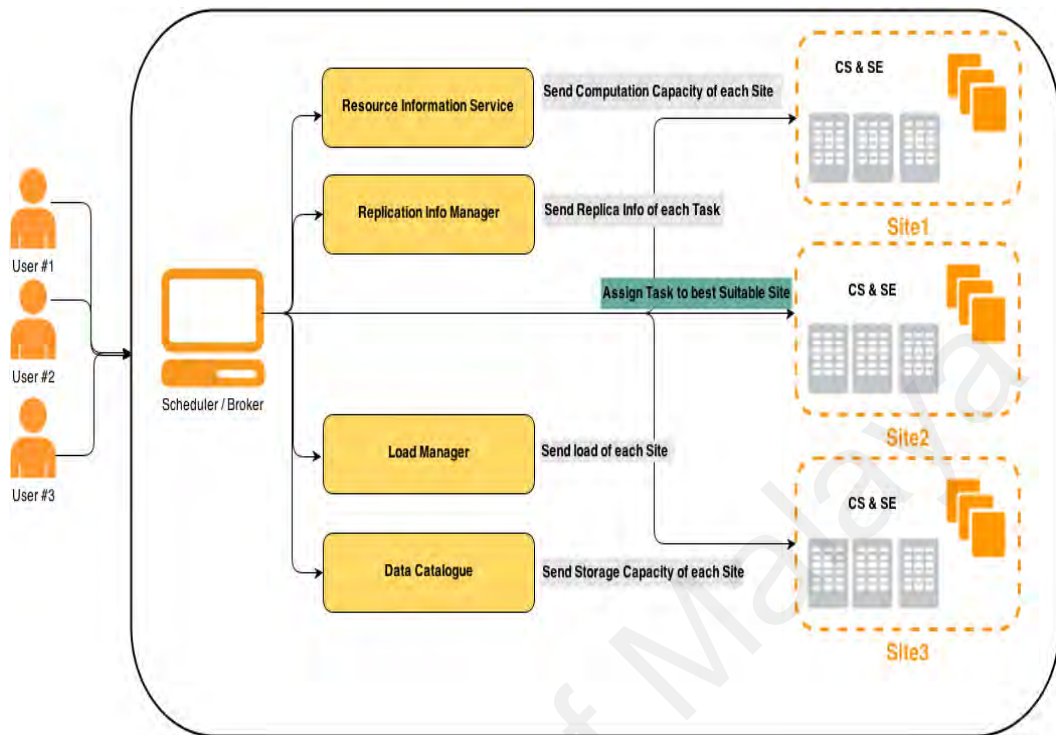 Resource Information Service
Send Computation Capacity of each Site
CS & SE
Site1
Replication Info Manager
Send Replica Info of each Task
User #1
User #2
User #3
Scheduler / Broker
Assign Task to best Suitable Site
CS & SE
Site2
Load Manager
Send load of each Site
Data Catalogue
Send Storage Capacity of each Site
CS & SE
Site3
of Malaya